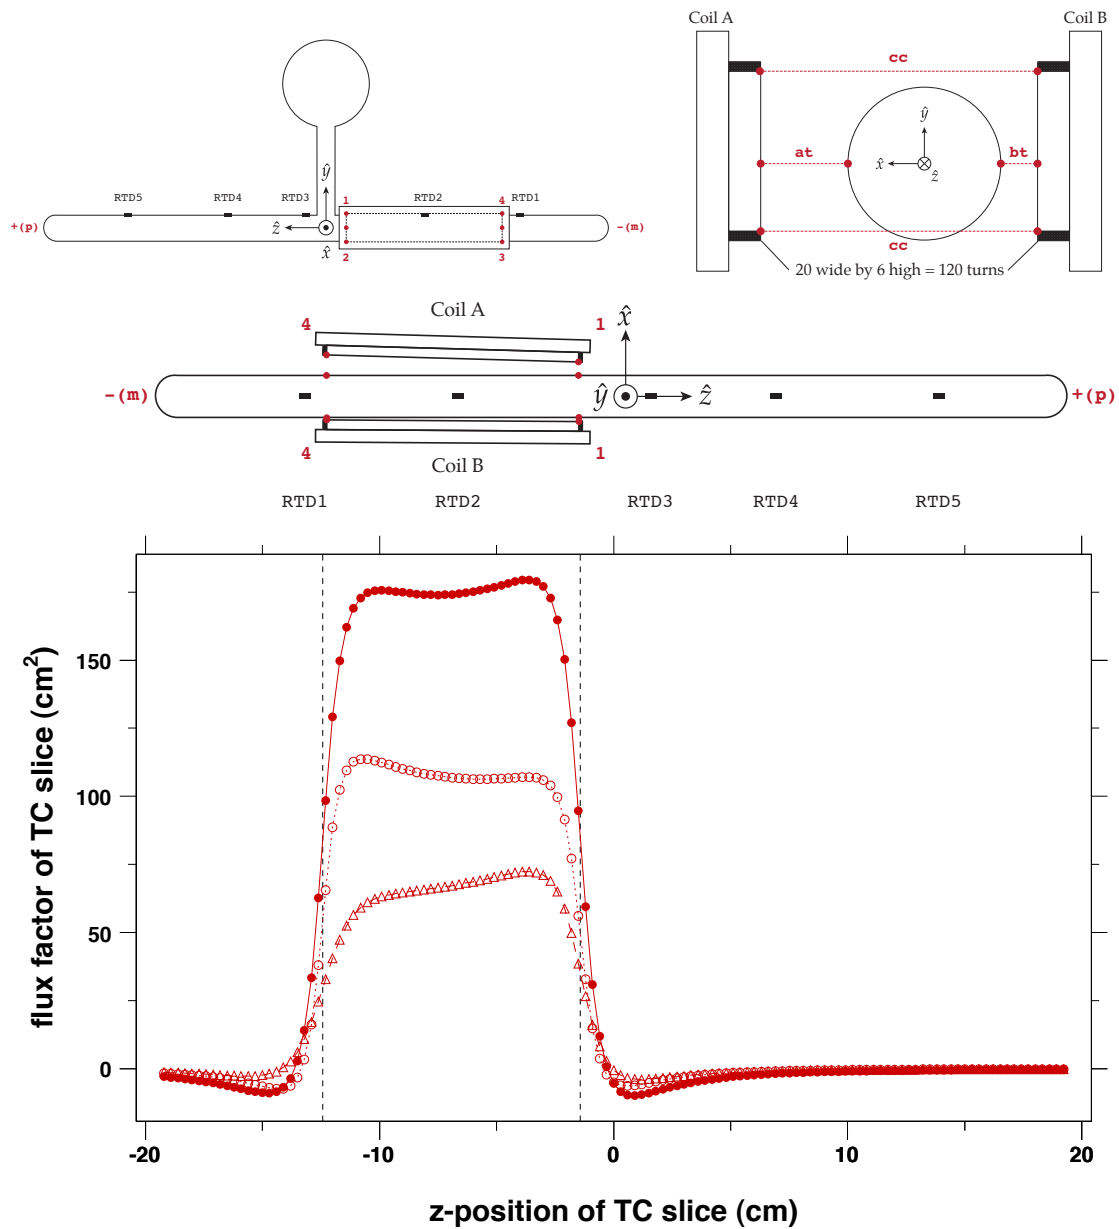 Coil A
Coil B
cc
ŷ
at
bt
x̂
ẑ
cc
20 wide by 6 high = 120 turns
ŷ
RTD5
RTD4
RTD3
1
RTD2
4
RTD1
+(p)
ẑ
-(m)
x̂
2
3
Coil A
4
1
x̂
-(m)
ŷ
ẑ
+(p)
4
1
Coil B
RTD1
RTD2
RTD3
RTD4
RTD5
flux factor of TC slice (cm²)
150
100
50
0
-20
-10
0
10
20
z-position of TC slice (cm)